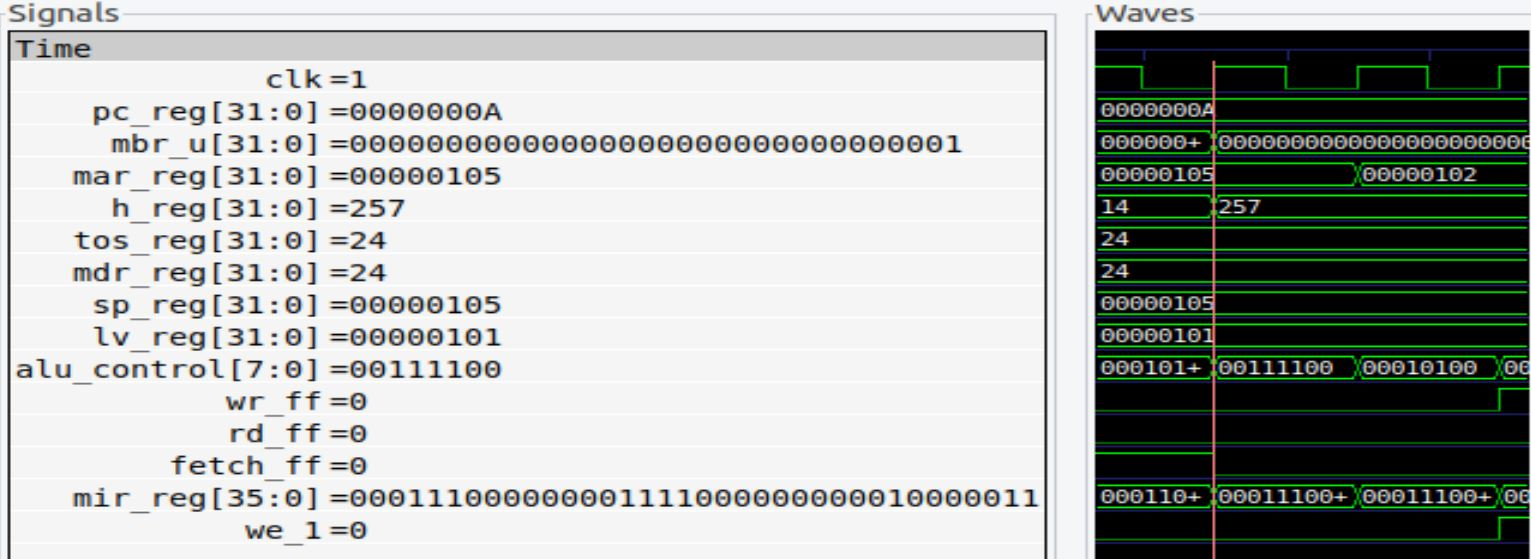 Signals
Time
clk =1
pc_reg[31:0] =0000000A
mbr_u[31:0] =00000000000000000000000000000001
mar_reg[31:0] =00000105
h_reg[31:0] =257
tos_reg[31:0] =24
mdr_reg[31:0] =24
sp_reg[31:0] =00000105
lv_reg[31:0] =00000101
alu_control[7:0] =00111100
wr_ff =0
rd_ff =0
fetch_ff =0
mir_reg[35:0] =000111000000001111000000000010000011
we_1 =0
Waves
0000000A
000000+ 0000000000000000000000
00000105 00000102
14 257
24
24
00000105
00000101
000101+ 00111100 00010100 00
000110+ 00011100+ 00011100+ 00